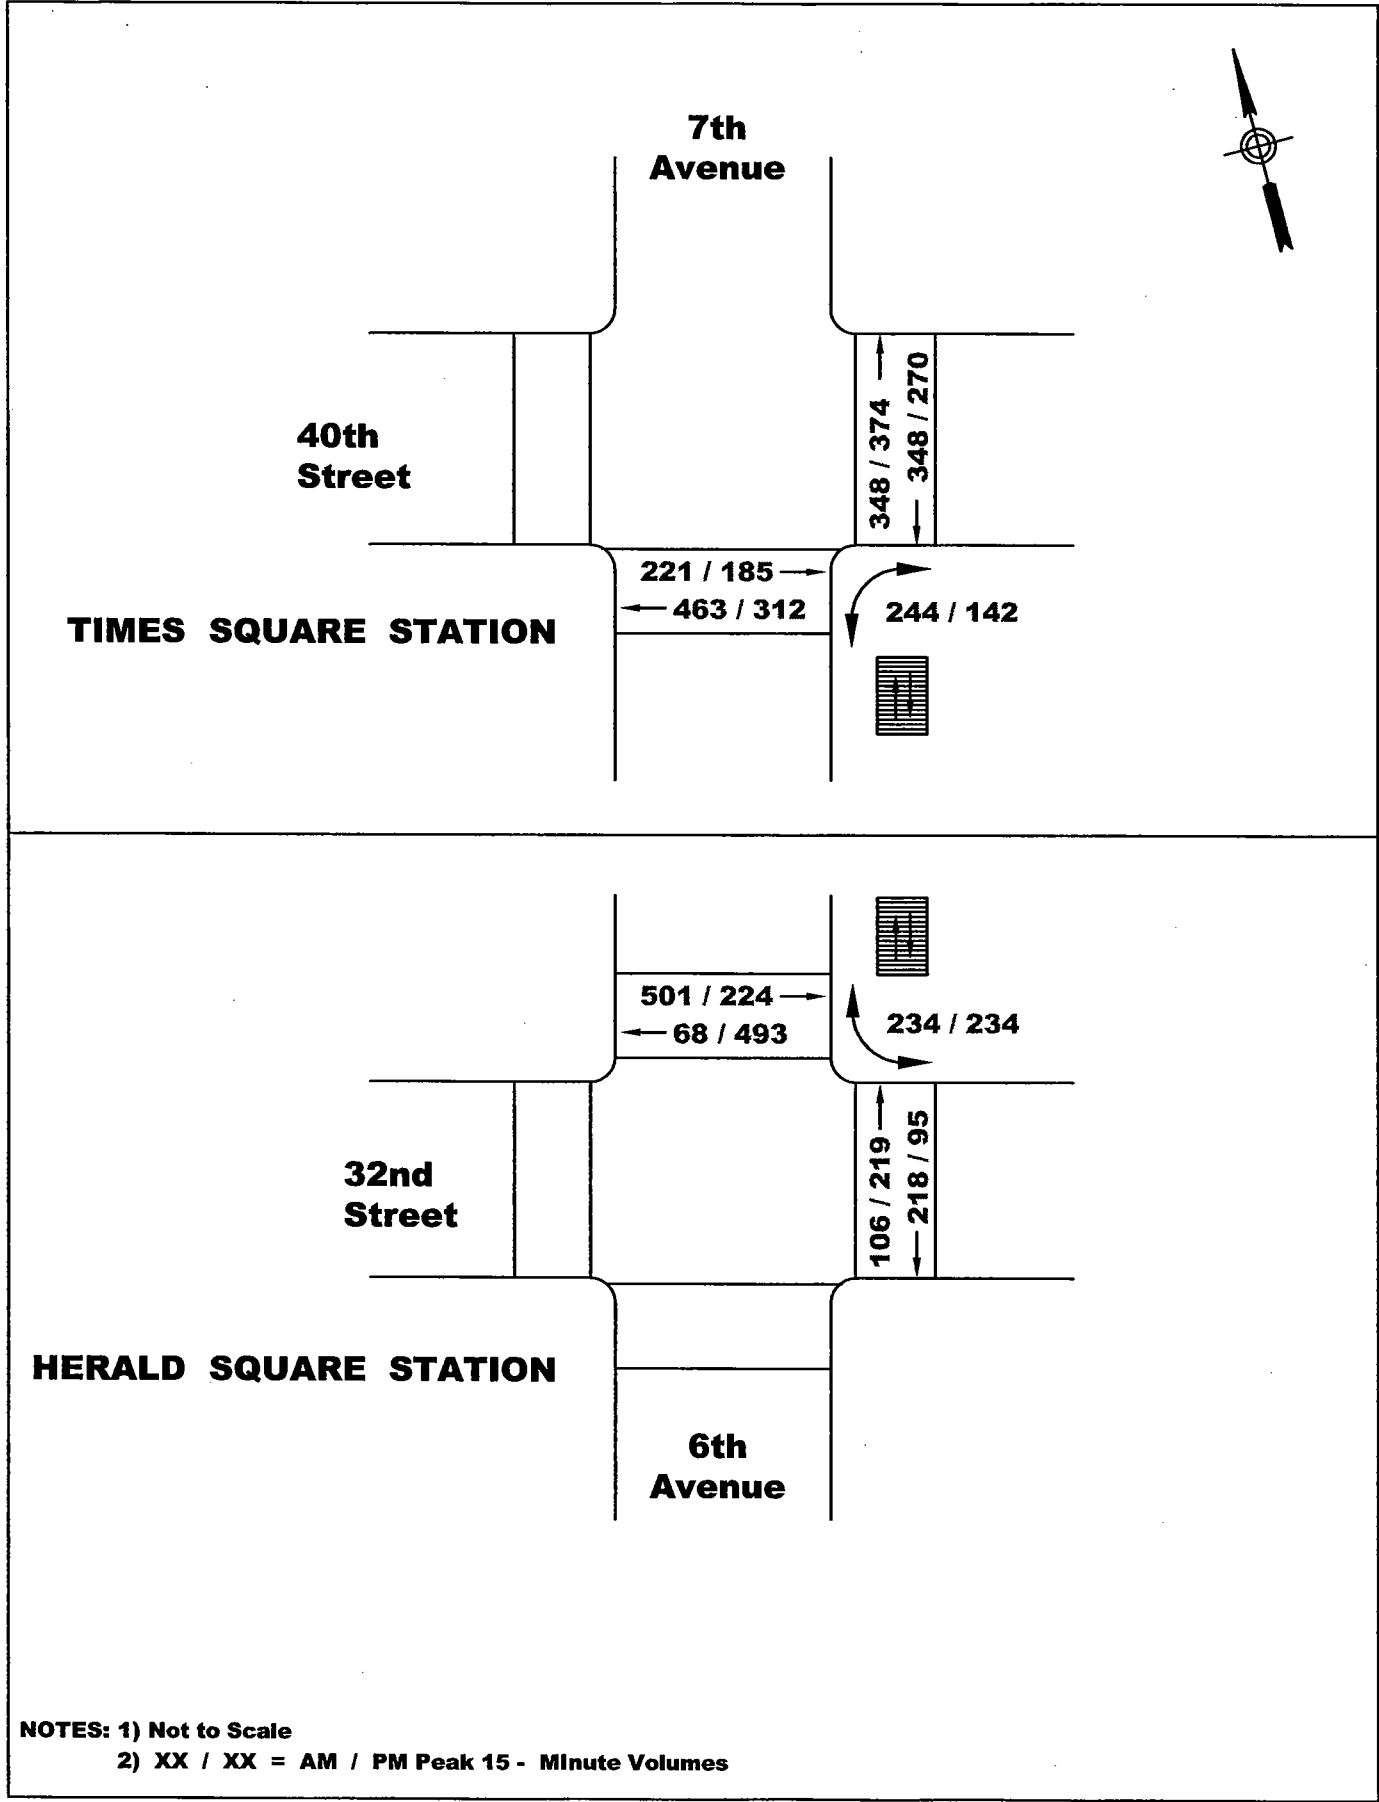 7th
Avenue
348 / 374
348 / 270
40th
Street
221 / 185
463 / 312
244 / 142
TIMES SQUARE STATION
501 / 224
68 / 493
234 / 234
106 / 219
218 / 95
32nd
Street
HERALD SQUARE STATION
6th
Avenue
NOTES: 1) Not to Scale
2) XX / XX = AM / PM Peak 15 - MInute Volumes